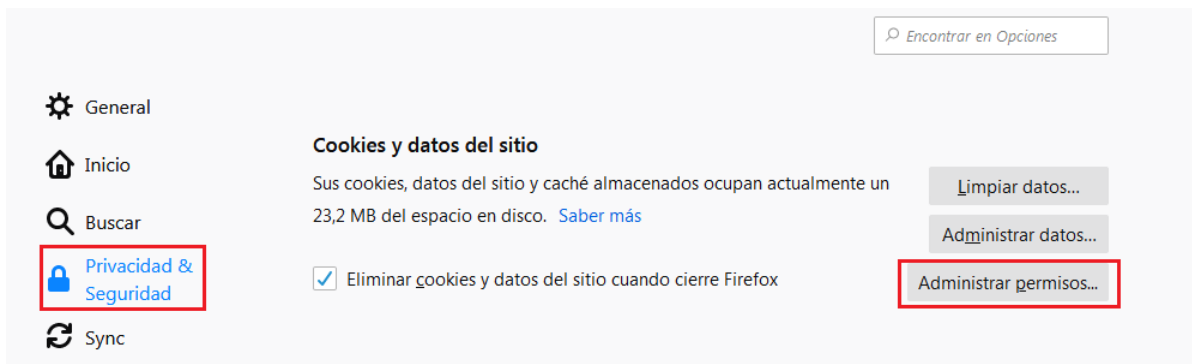 Encontrar en Opciones
General
Inicio
Buscar
Privacidad &
Seguridad
Sync
Cookies y datos del sitio
Sus cookies, datos del sitio y caché almacenados ocupan actualmente un
23,2 MB del espacio en disco. Saber más
Limpiar datos...
Administrar datos...
Eliminar cookies y datos del sitio cuando cierre Firefox
Administrar permisos...